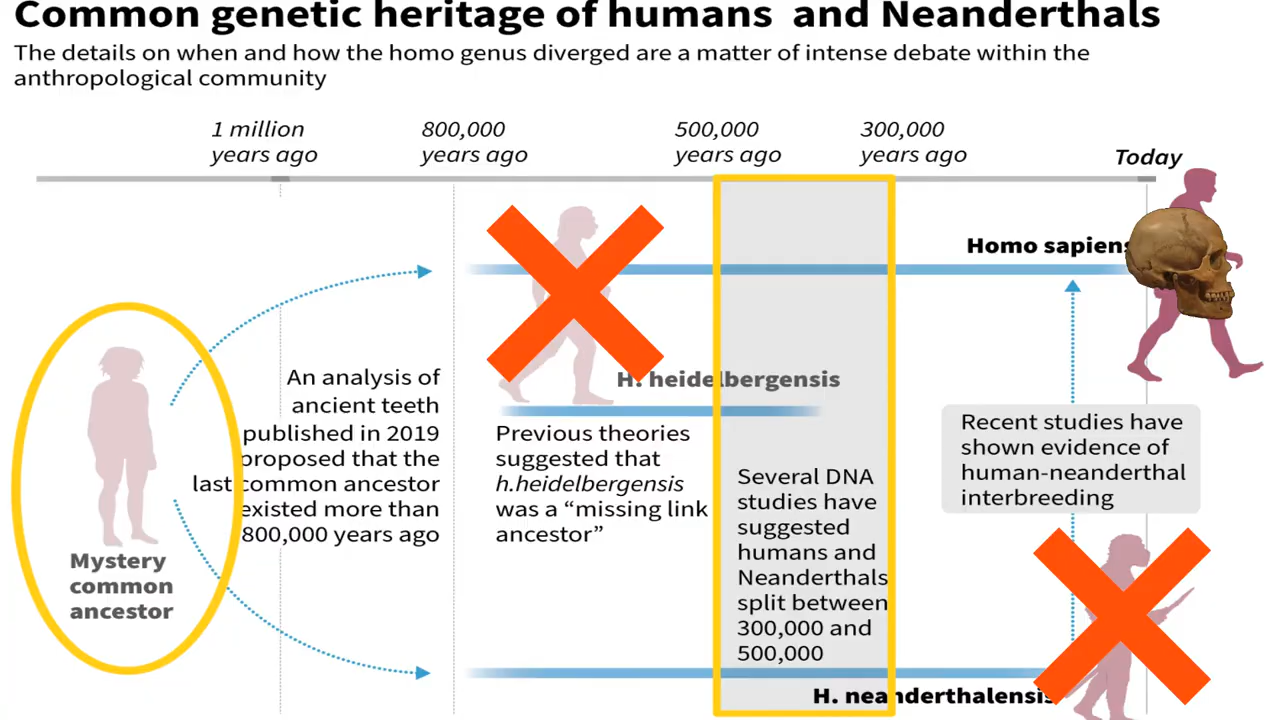 Common genetic heritage of humans and Neanderthals
The details on when and how the homo genus diverged are a matter of intense debate within the
anthropological community
1 million
years ago
800,000
years ago
500,000
years ago
300,000
years ago
Today
Homo sapiens
An analysis of
ancient teeth
published in 2019
proposed that the
last common ancestor
existed more than
800,000 years ago
Mystery
common
ancestor
H. heidelbergensis
Previous theories
suggested that
h.heidelbergensis
was a “missing link
ancestor”
Several DNA
studies have
suggested
humans and
Neanderthals
split between
300,000 and
500,000
Recent studies have
shown evidence of
human-neanderthal
interbreeding
H. neanderthalensis